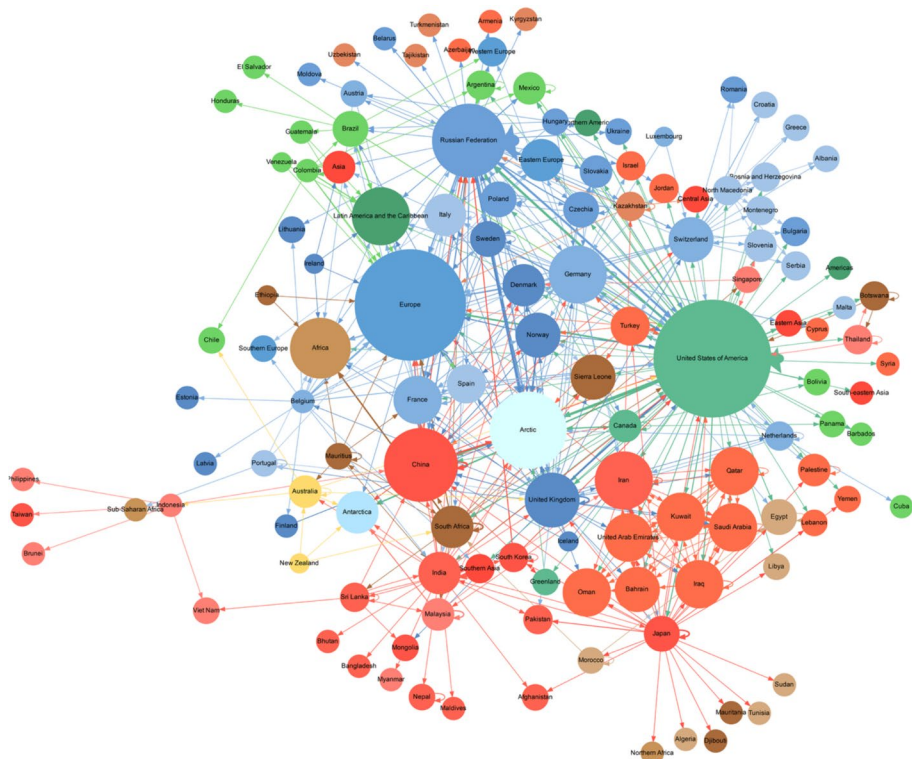 Armenia
Kyrgyzstan
Turkmenistan
Belarus
Uzbekistan
Tajikistan
Azerbaijan
Western Europe
El Salvador
Moldova
Argentina
Mexico
Romania
Austria
Croatia
Honduras
Guatemala
Brazil
Russian Federation
Hungary
Ukraine
Luxembourg
Greece
Venezuela
Colombia
Asia
Eastern Europe
Slovakia
Israel
Albania
Jordan
North Macedonia
Central Asia
Kazakhstan
Poland
Czechia
Montenegro
Latin America and the Caribbean
Italy
Lithuania
Sweden
Switzerland
Slovenia
Bulgaria
Ireland
Serbia
Germany
Singapore
Americas
Denmark
Ethiopia
Europe
Malta
Botswana
Eastern Asia
Cyprus
Turkey
Norway
Chile
Southern Europe
Africa
Thailand
United States of America
Syria
Sierra Leone
Spain
Bolivia
South-eastern Asia
Estonia
Belgium
France
Canada
Panama
Barbados
Arctic
Netherlands
Latvia
Portugal
Mauritius
China
Philippines
Iran
Qatar
Palestine
Australia
United Kingdom
Yemen
Cuba
Sub-Saharan Africa
Indonesia
Taiwan
Antarctica
South Africa
Kuwait
Saudi Arabia
Egypt
Lebanon
Finland
United Arab Emirates
Iceland
Brunei
New Zealand
South Korea
Southern Asia
India
Greenland
Libya
Oman
Bahrain
Iraq
Viet Nam
Sri Lanka
Malaysia
Pakistan
Japan
Bhutan
Mongolia
Bangladesh
Myanmar
Morocco
Nepal
Maldives
Afghanistan
Sudan
Mauritania
Tunisia
Algeria
Djibouti
Northern Africa